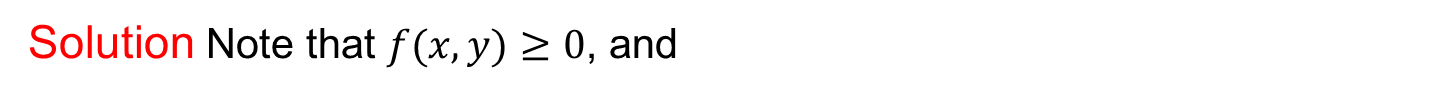 Solution Note that f(x, y) ≥ 0, and